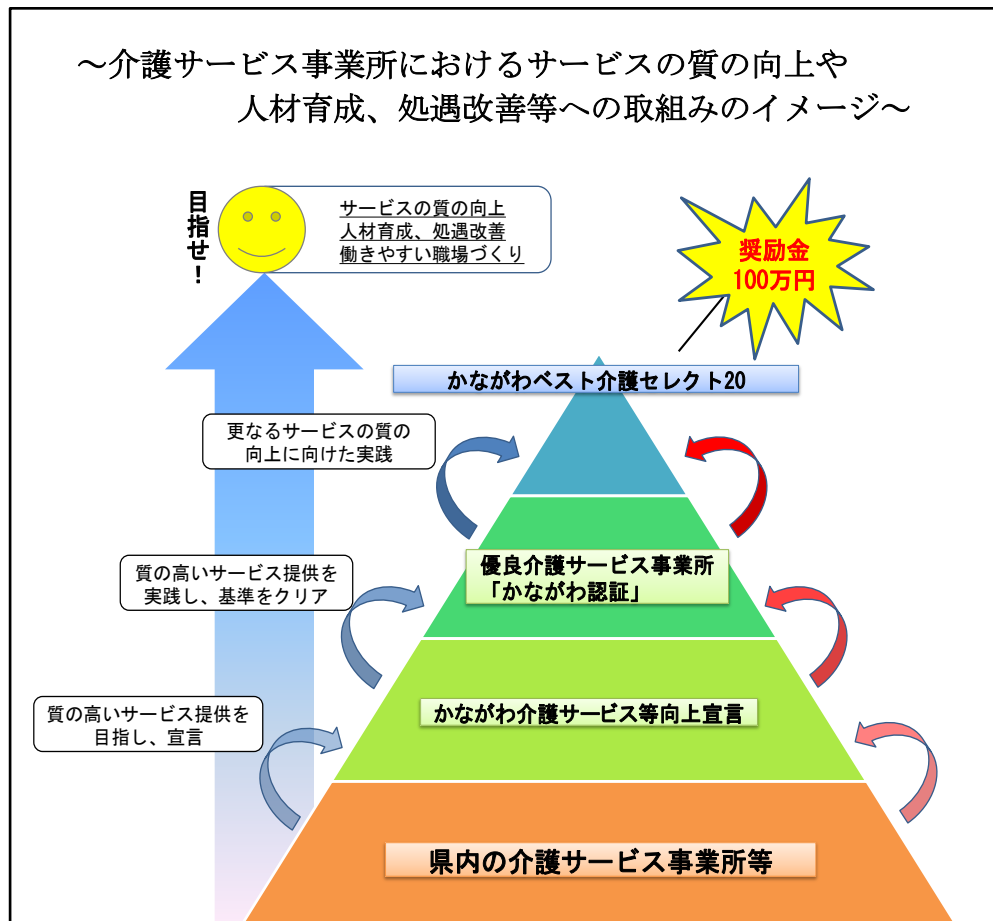 ～介護サービス事業所におけるサービスの質の向上や
人材育成、処遇改善等への取組みのイメージ～
目指せ！
サービスの質の向上
人材育成、処遇改善
働きやすい職場づくり
奨励金
100万円
かながわベスト介護セレクト20
更なるサービスの質の
向上に向けた実践
優良介護サービス事業所
「かながわ認証」
質の高いサービス提供を
実践し、基準をクリア
かながわ介護サービス等向上宣言
質の高いサービス提供を
目指し、宣言
県内の介護サービス事業所等